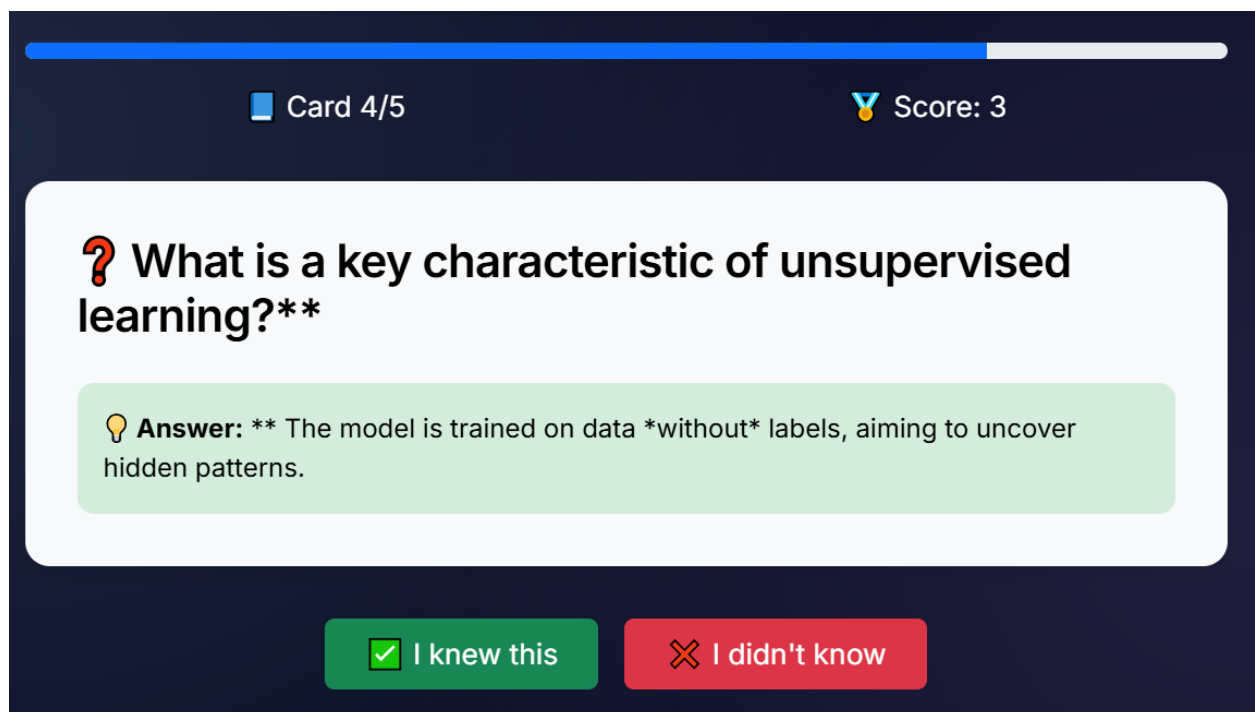 📘 Card 4/5
🏅 Score: 3
❓ What is a key characteristic of unsupervised
learning?**
💡 Answer: ** The model is trained on data *without* labels, aiming to uncover
hidden patterns.
✅ I knew this
❌ I didn't know